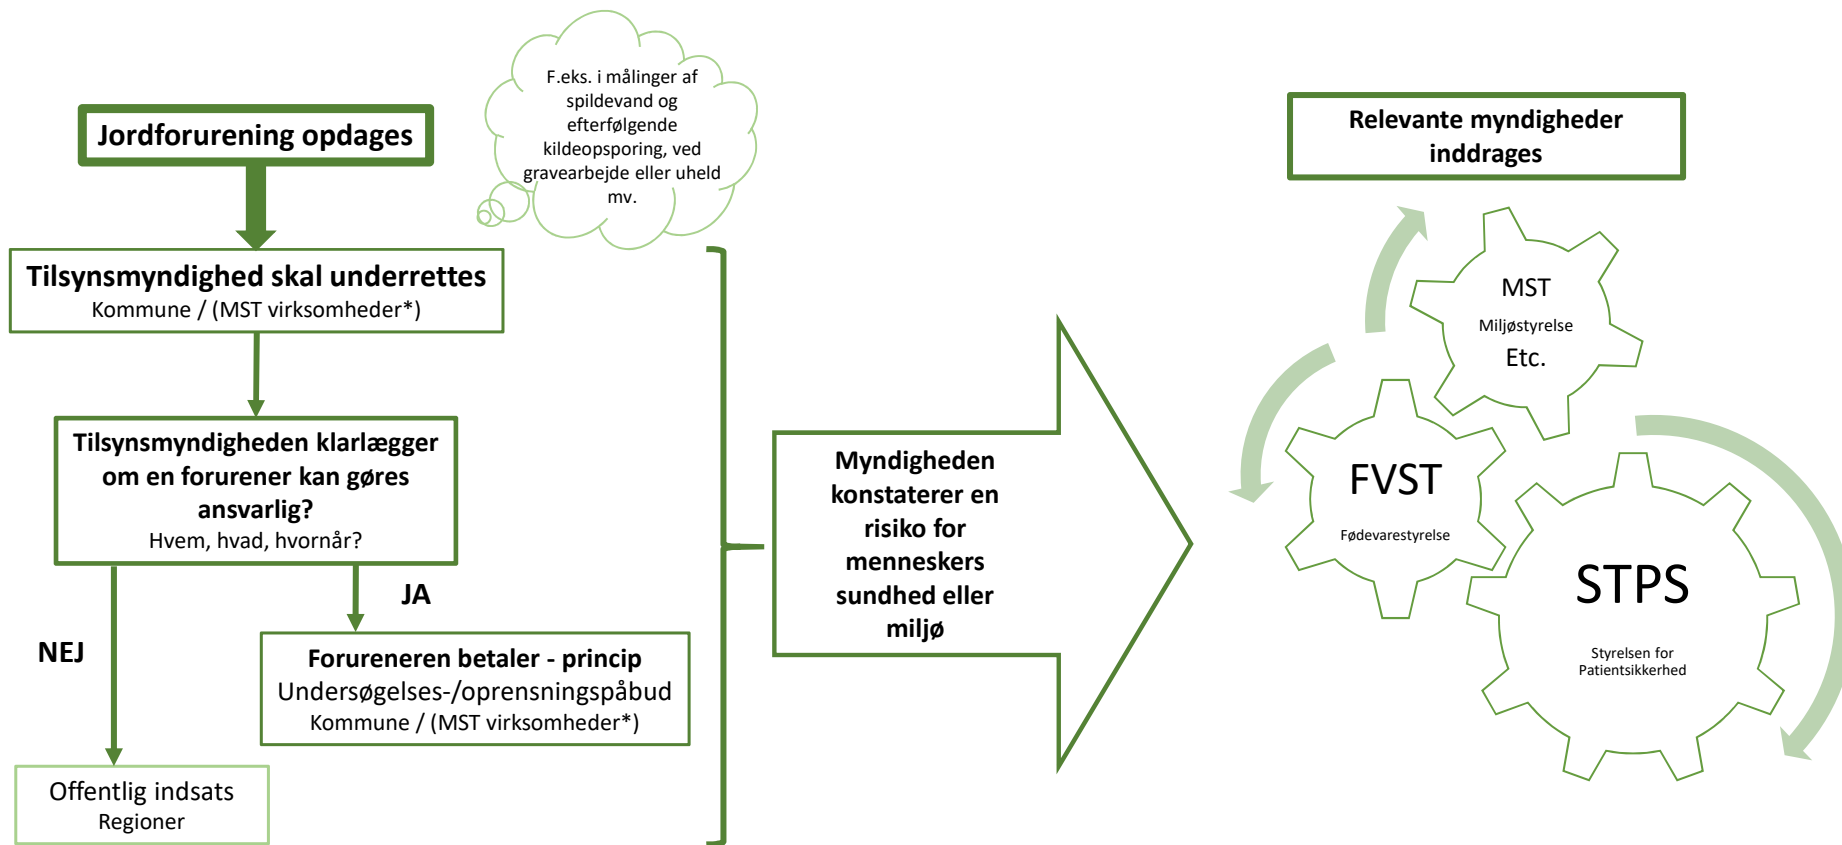 Jordforurening opdages
F.eks. i målinger af
spildevand og
efterfølgende
kildeopsporing, ved
gravearbejde eller uheld
mv.
Tilsynsmyndighed skal underrettes
Kommune / (MST virksomheder*)
Tilsynsmyndigheden klarlægger
om en forurener kan gøres
ansvarlig?
Hvem, hvad, hvornår?
JA
NEJ
Forureneren betaler - princip
Undersøgelses-/oprensningspåbud
Kommune / (MST virksomheder*)
Offentlig indsats
Regioner
Myndigheden
konstaterer en
risiko for
menneskers
sundhed eller
miljø
Relevante myndigheder
inddrages
MST
Miljøstyrelse
Etc.
FVST
Fødevarestyrelse
STPS
Styrelsen for
Patientsikkerhed